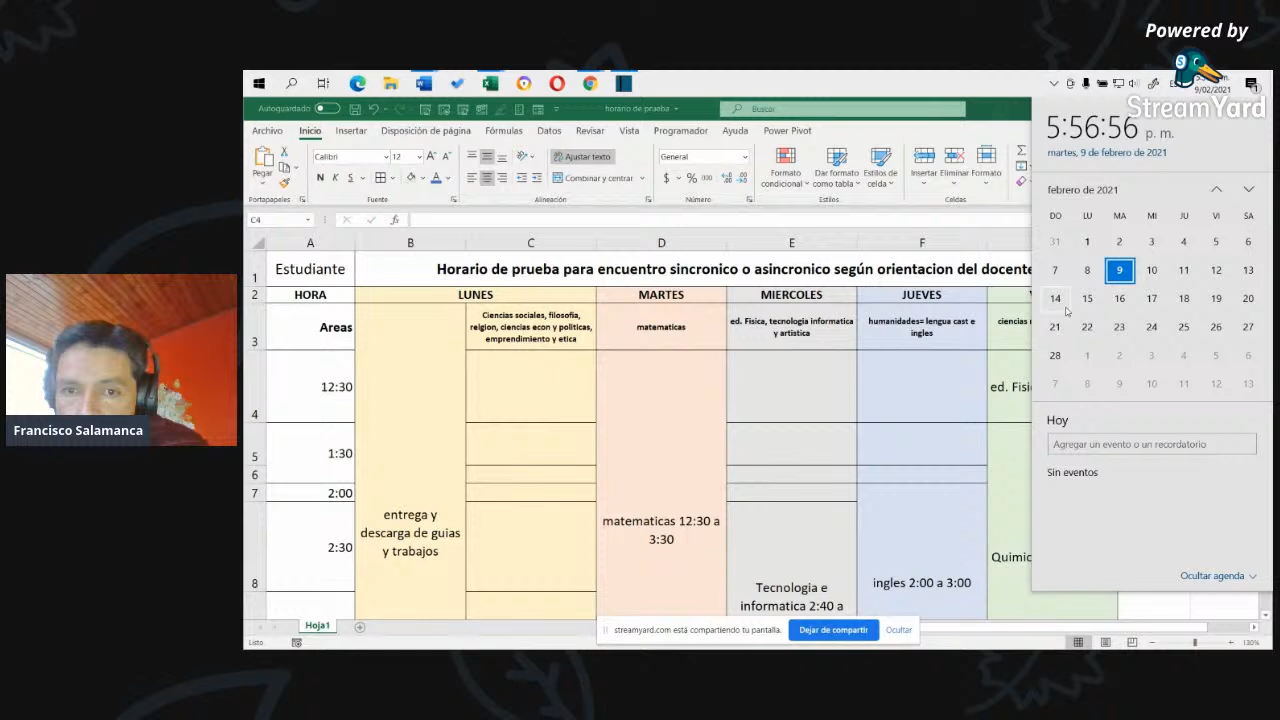 Powered by
StreamYard
9/02/2021
Autoguardado
horario de prueba
Buscar
Archivo Inicio Insertar Disposición de página Fórmulas Datos Revisar Vista Programador Ayuda Power Pivot
Pegar
Calibri 12
N K S
Ajustar texto
Combinar y centrar
General
$ % 000
Formato condicional
Dar formato como tabla
Estilos de celda
Insertar Eliminar Formato
Portapapeles Fuente Alineación Número Estilos Celdas
C4
fx
A B C D E F
1 Estudiante Horario de prueba para encuentro sincronico o asincronico según orientacion del docente
2 HORA LUNES MARTES MIERCOLES JUEVES
3 Areas
Ciencias sociales, filosofía,
relgion, ciencias econ y politicas,
emprendimiento y etica
matematicas
ed. Fisica, tecnologia informatica
y artistica
humanidades= lengua cast e
ingles
ciencias
4 12:30
ed. Fisi
5 1:30
6
7 2:00
8 2:30
entrega y
descarga de guias
y trabajos
matematicas 12:30 a
3:30
Tecnologia e
informatica 2:40 a
ingles 2:00 a 3:00
Quimic
Hoja1
Listo
130%
streamyard.com está compartiendo tu pantalla.
Dejar de compartir
Ocultar
5:56:56 p. m.
martes, 9 de febrero de 2021
febrero de 2021
DO LU MA MI JU VI SA
31 1 2 3 4 5 6
7 8 9 10 11 12 13
14 15 16 17 18 19 20
21 22 23 24 25 26 27
28 1 2 3 4 5 6
7 8 9 10 11 12 13
Hoy
Agregar un evento o un recordatorio
Sin eventos
Ocultar agenda
Francisco Salamanca